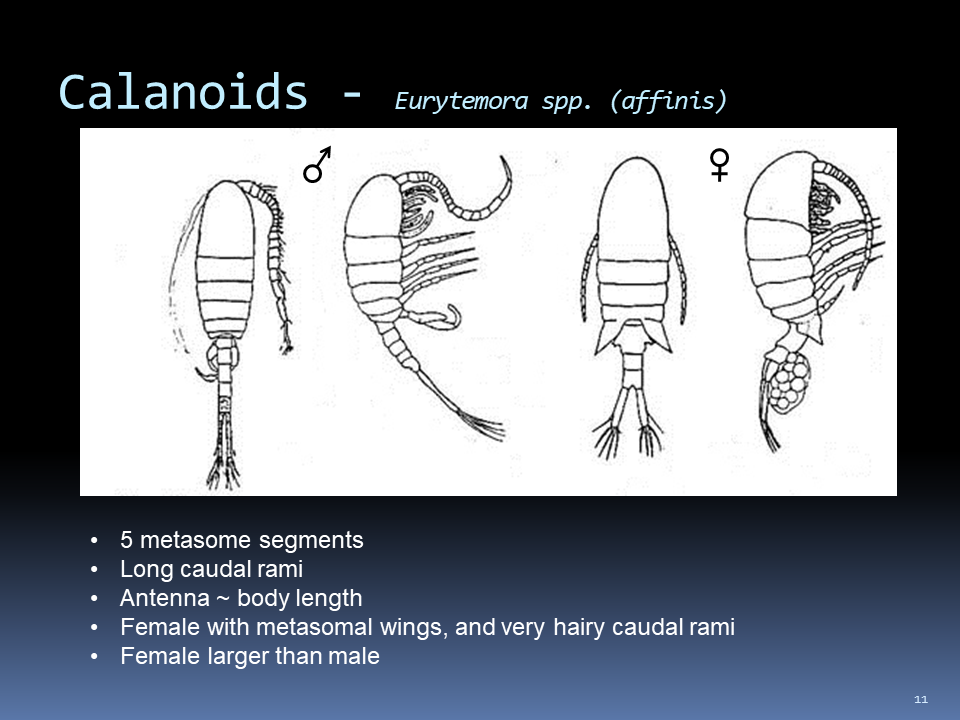 Calanoids - Eurytemora spp. (affinis)
♂ ♀
• 5 metasome segments
• Long caudal rami
• Antenna ~ body length
• Female with metasomal wings, and very hairy caudal rami
• Female larger than male
11